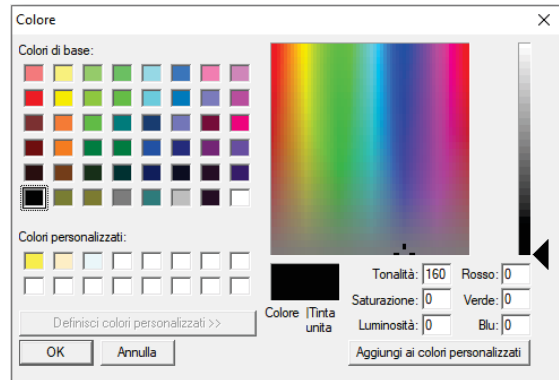 Colore
Colori di base:
Colori personalizzati:
Definisci colori personalizzati >>
OK
Annulla
Colore |Tinta
unita
Tonalità: 160
Saturazione: 0
Luminosità: 0
Rosso: 0
Verde: 0
Blu: 0
Aggiungi ai colori personalizzati